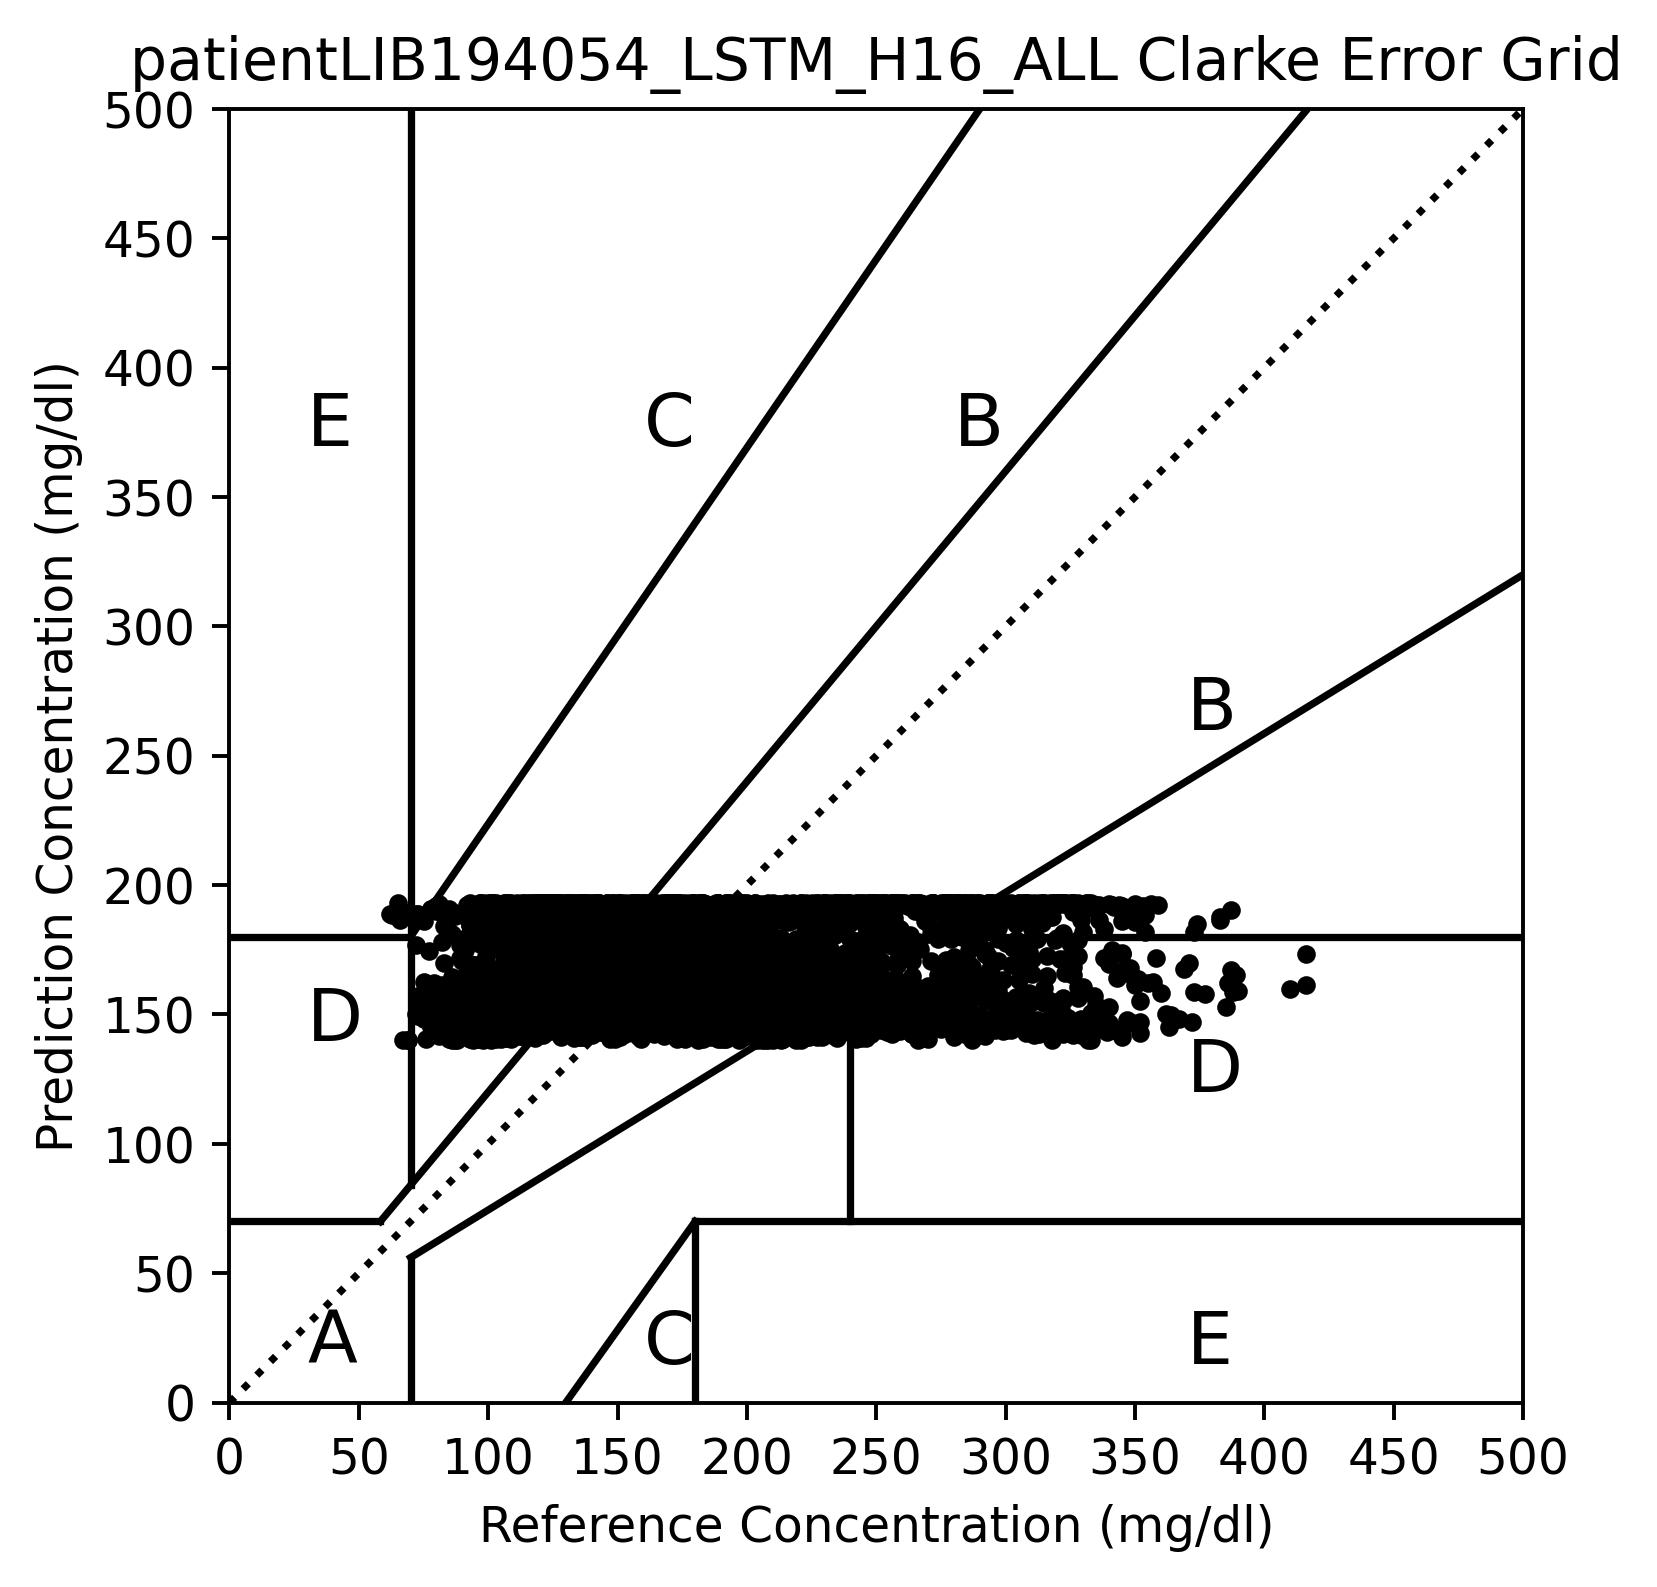 patientLIB194054_LSTM_H16_ALL Clarke Error Grid
500
450
400
350
300
250
200
150
100
50
0
Prediction Concentration (mg/dl)
E
C
B
B
D
D
A
C
E
0 50 100 150 200 250 300 350 400 450 500
Reference Concentration (mg/dl)